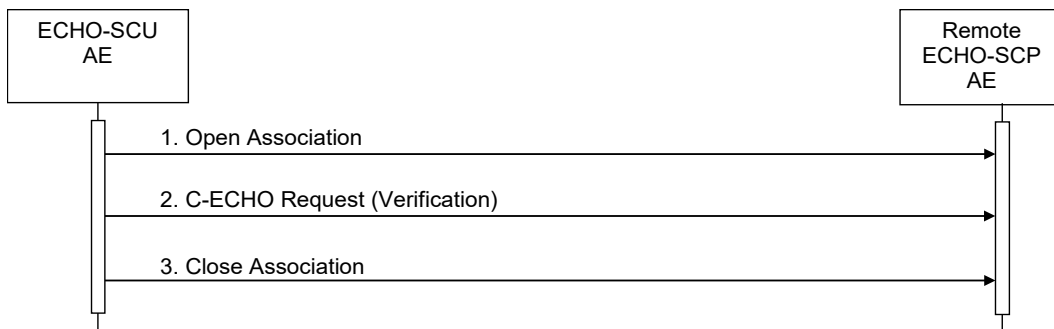 ECHO-SCU
AE
Remote
ECHO-SCP
AE
1. Open Association
2. C-ECHO Request (Verification)
3. Close Association